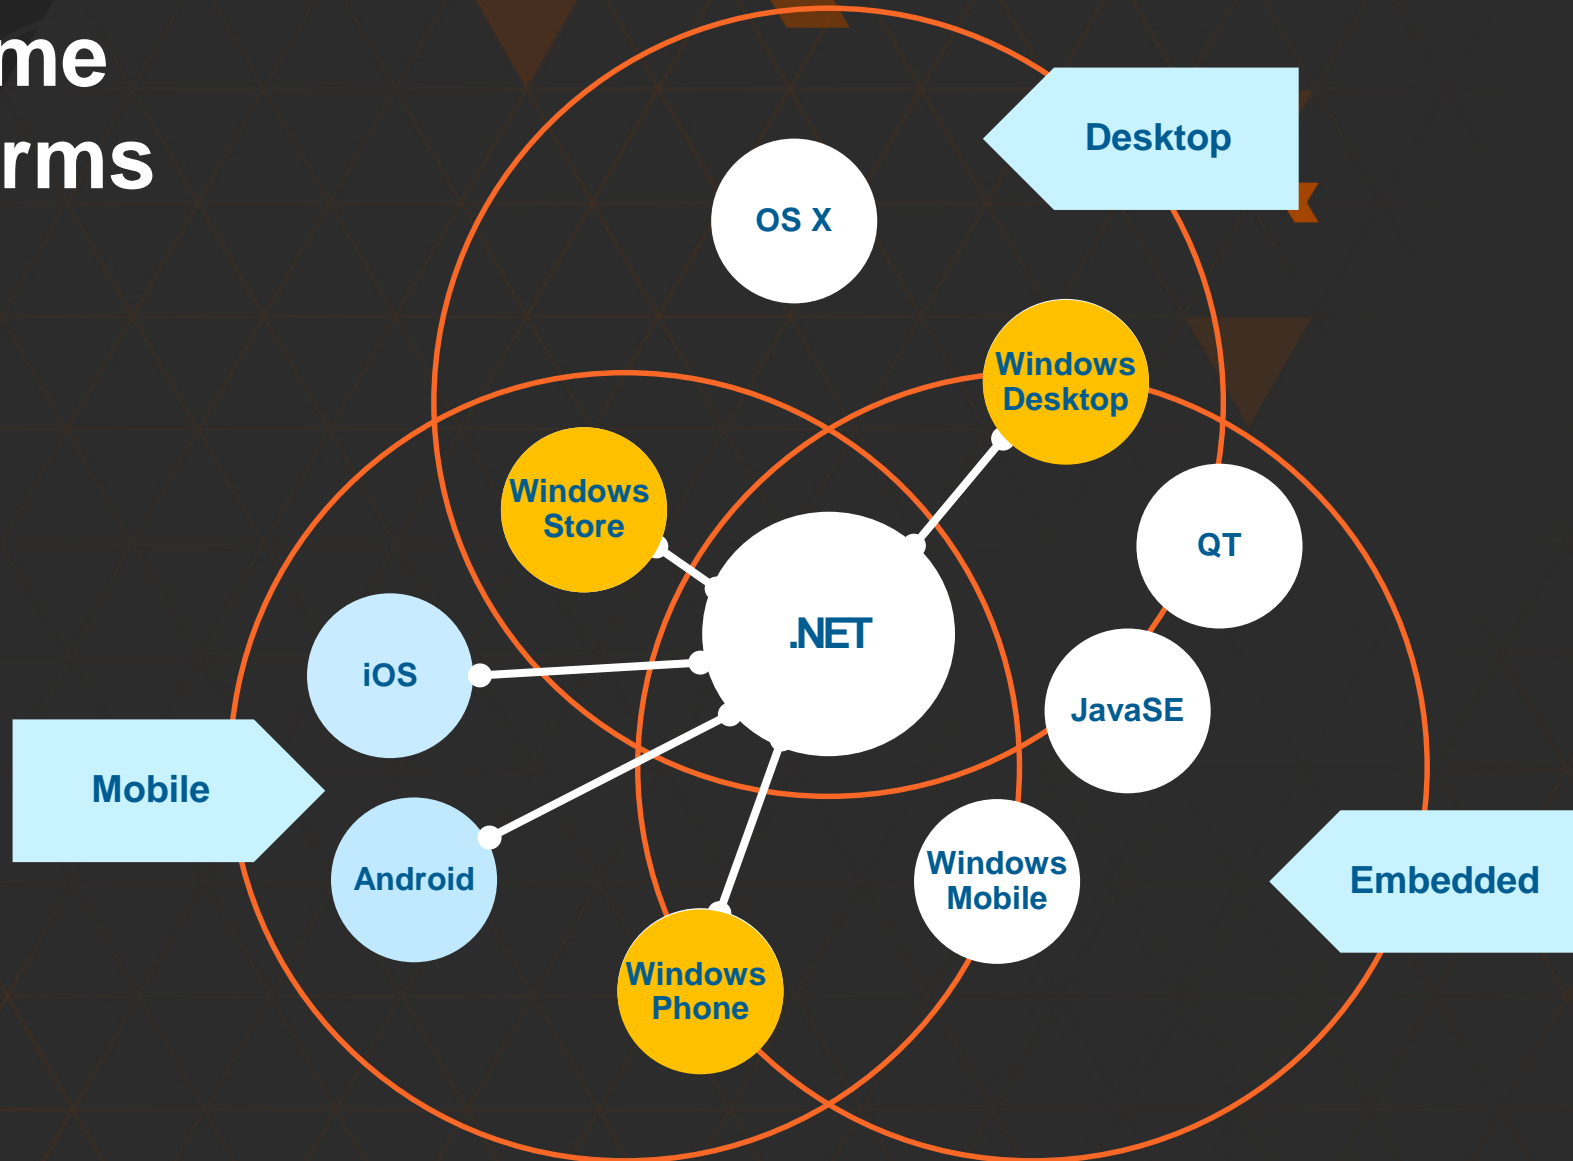 me
rms
Desktop
OS X
Windows
Desktop
Windows
Store
QT
.NET
iOS
JavaSE
Mobile
Android
Windows
Mobile
Embedded
Windows
Phone